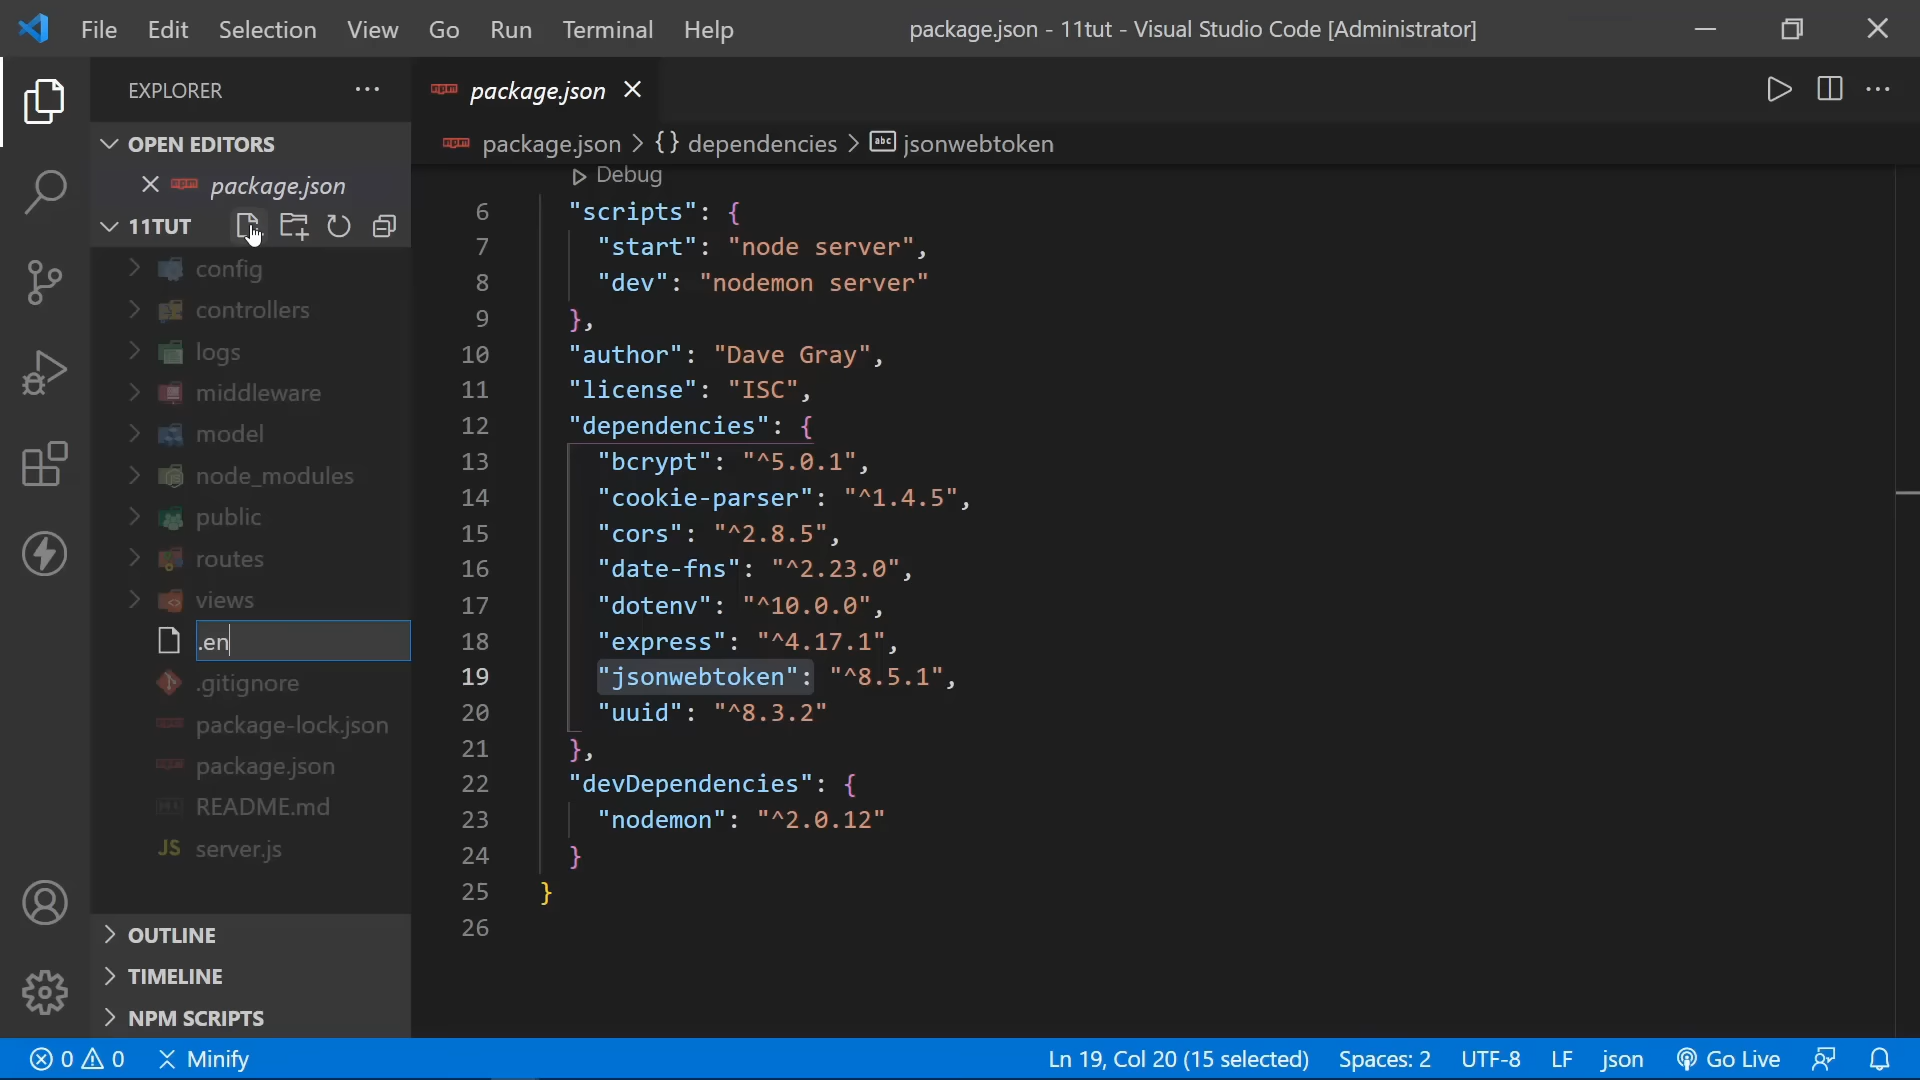 File Edit Selection View Go Run Terminal Help package.json - 11tut - Visual Studio Code [Administrator]
EXPLORER
OPEN EDITORS
package.json
11TUT
config
controllers
logs
middleware
model
node_modules
public
routes
views
.en
.gitignore
package-lock.json
package.json
README.md
JS server.js
OUTLINE
TIMELINE
NPM SCRIPTS
npm package.json
npm package.json > {} dependencies > abc jsonwebtoken
Debug
6 "scripts": {
7 "start": "node server",
8 "dev": "nodemon server"
9 },
10 "author": "Dave Gray",
11 "license": "ISC",
12 "dependencies": {
13 "bcrypt": "^5.0.1",
14 "cookie-parser": "^1.4.5",
15 "cors": "^2.8.5",
16 "date-fns": "^2.23.0",
17 "dotenv": "^10.0.0",
18 "express": "^4.17.1",
19 "jsonwebtoken": "^8.5.1",
20 "uuid": "^8.3.2"
21 },
22 "devDependencies": {
23 "nodemon": "^2.0.12"
24 }
25 }
26
0 0 Minify Ln 19, Col 20 (15 selected) Spaces: 2 UTF-8 LF json Go Live